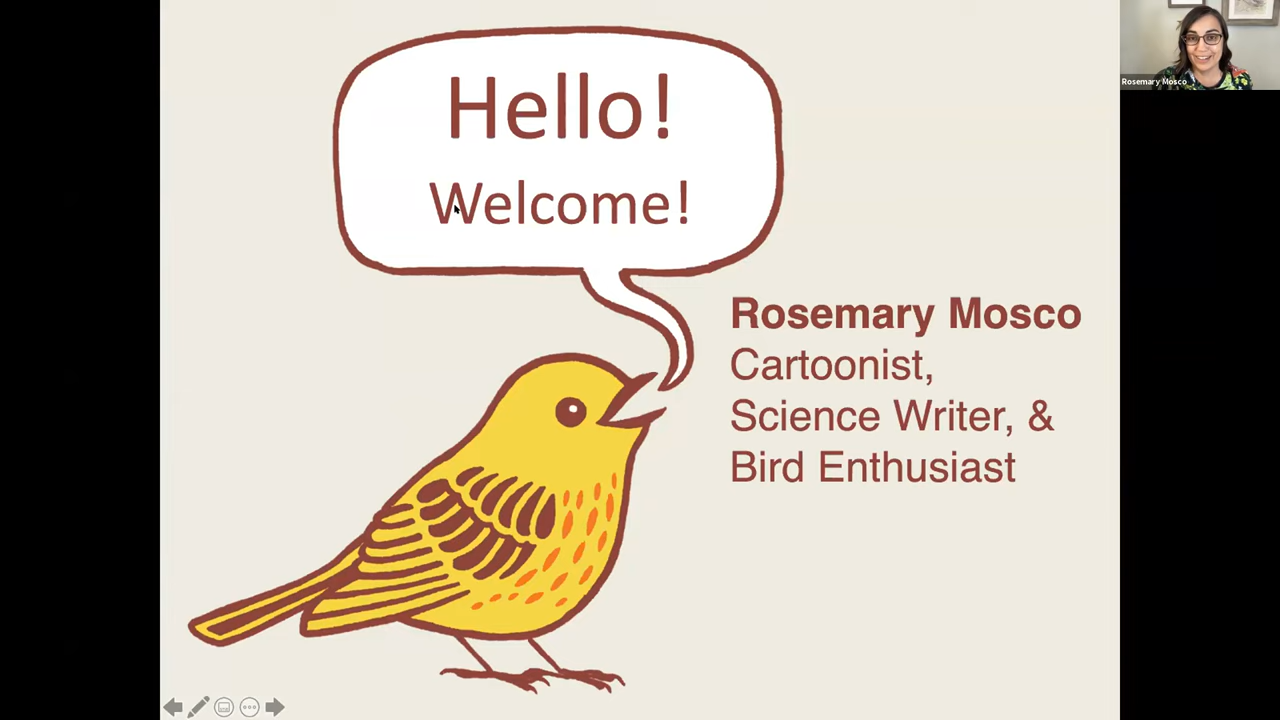 Hello!
Welcome!
Rosemary Mosco
Cartoonist,
Science Writer, &
Bird Enthusiast
Rosemary Mosco